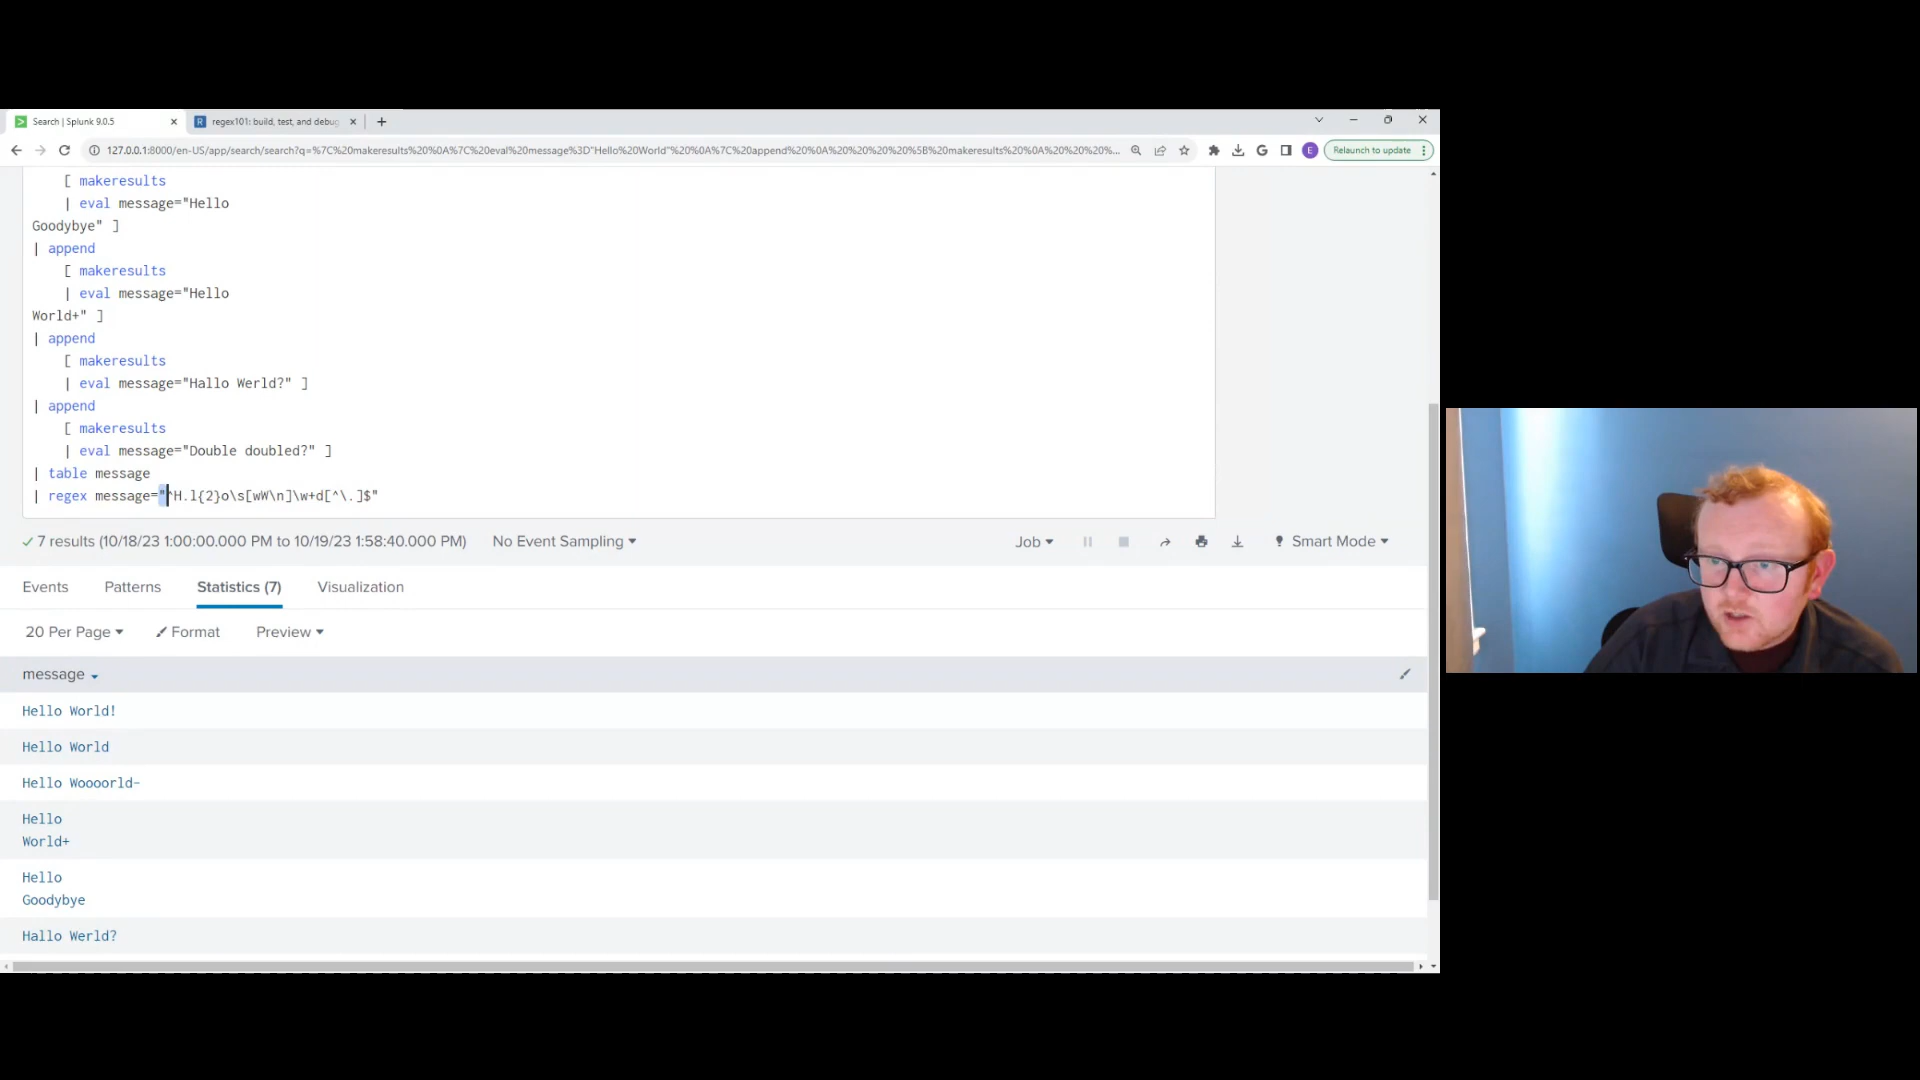 Search | Splunk 9.0.5
regex101: build, test, and debug
127.0.0.1:8000/en-US/app/search/search?q=%7C%20makeresults%20%0A%7C%20eval%20message%3D"Hello%20World"%20%0A%7C%20append%20%0A%20%20%20%20%5B%20makeresults%20%0A%20%20%20%20%...
E
Relaunch to update
[ makeresults
| eval message="Hello
Goodybye" ]
| append
[ makeresults
| eval message="Hello
World+" ]
| append
[ makeresults
| eval message="Hallo Werld?" ]
| append
[ makeresults
| eval message="Double doubled?" ]
| table message
| regex message="^H.l{2}o\s[wW\n]\w+d[^\.]$"
7 results (10/18/23 1:00:00.000 PM to 10/19/23 1:58:40.000 PM)
No Event Sampling
Job
Smart Mode
Events
Patterns
Statistics (7)
Visualization
20 Per Page
Format
Preview
message
Hello World!
Hello World
Hello Woooorld-
Hello
World+
Hello
Goodybye
Hallo Werld?